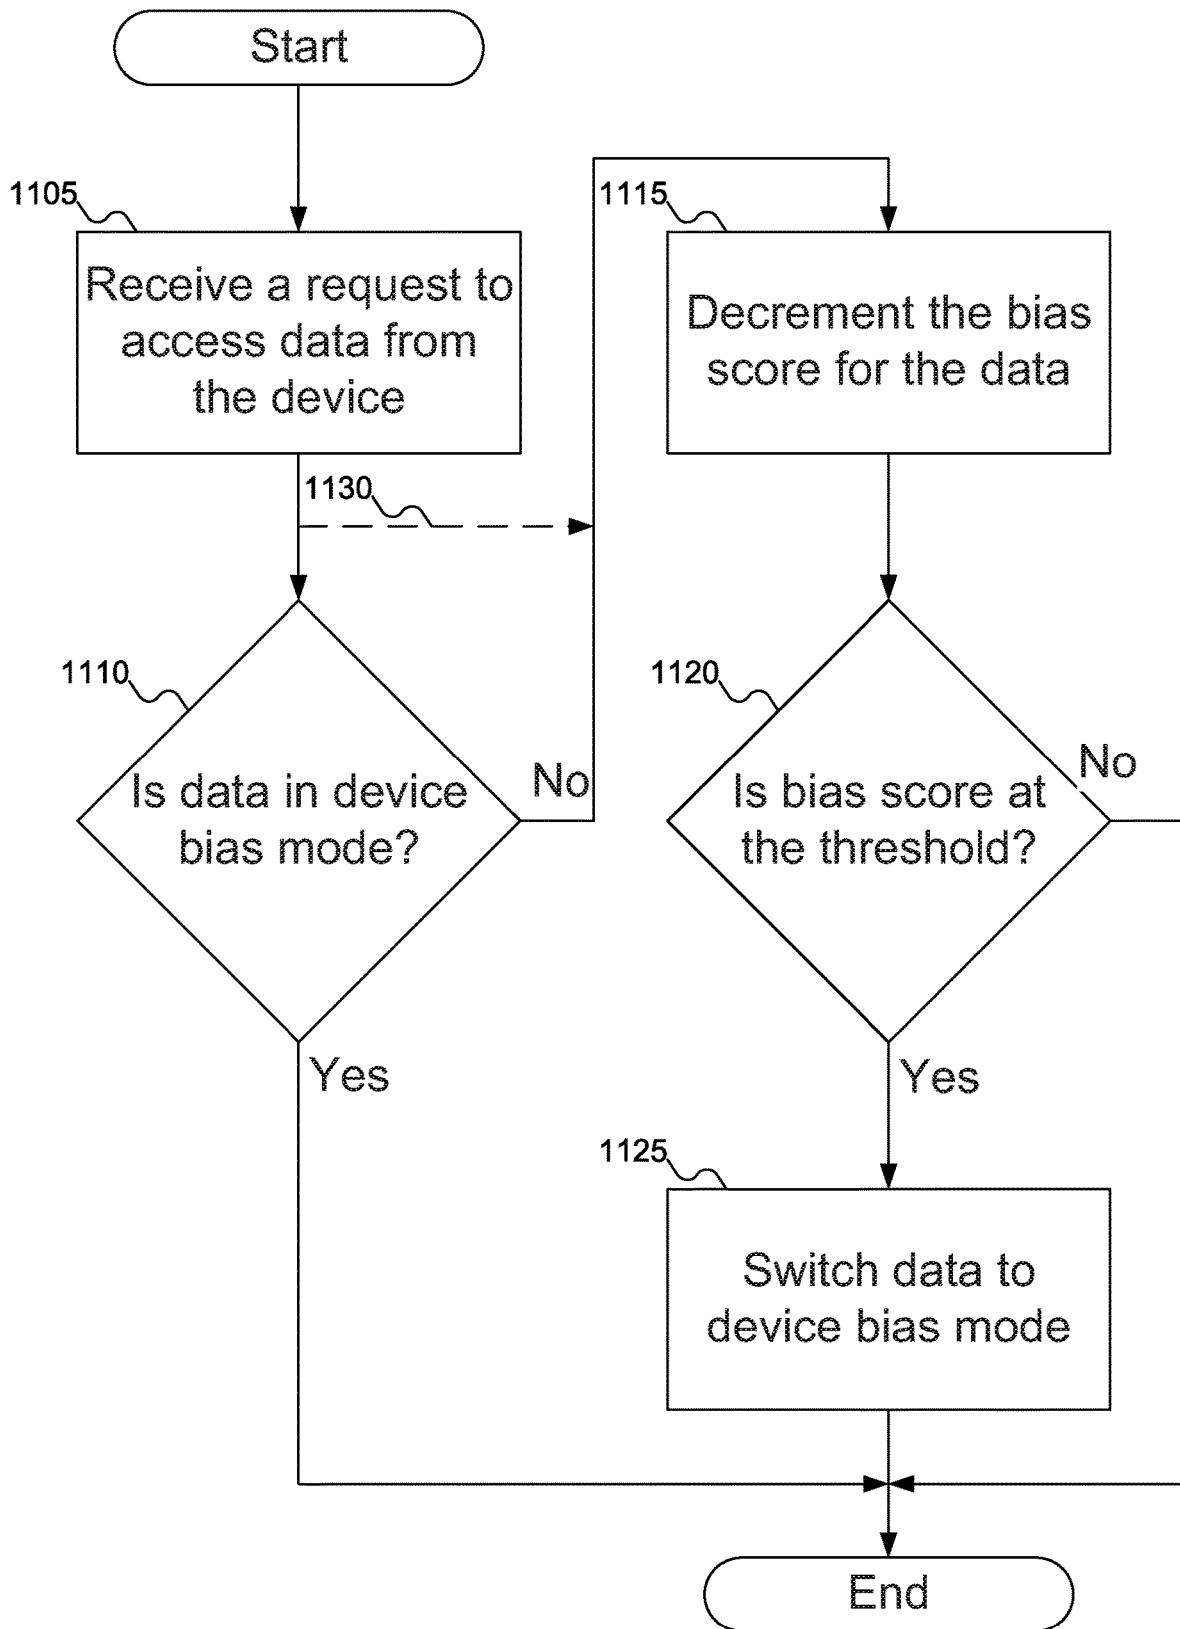 Start
1105
Receive a request to
access data from
the device
1130
1110
Is data in device
bias mode?
No
Yes
1115
Decrement the bias
score for the data
1120
Is bias score at
the threshold?
No
Yes
1125
Switch data to
device bias mode
End